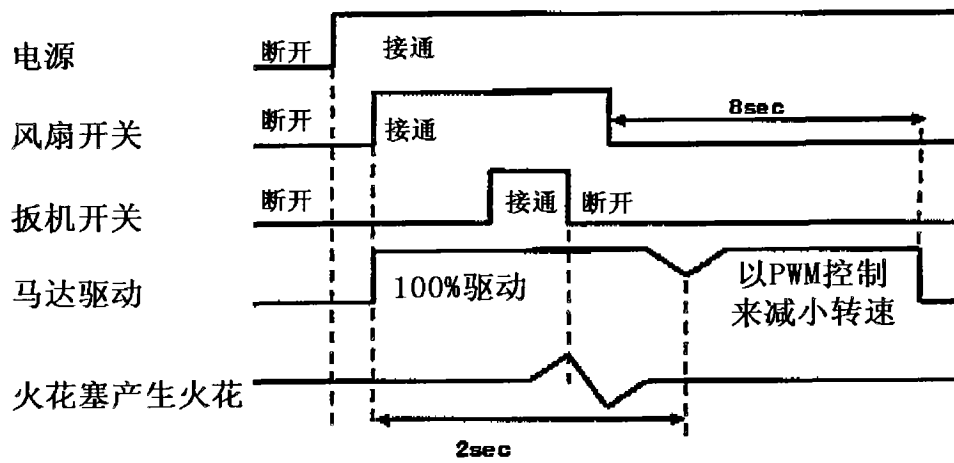 电源 断开 接通
风扇开关 断开 接通 8sec
扳机开关 断开 接通 断开
马达驱动 100%驱动 以PWM控制
来减小转速
火花塞产生火花
2sec